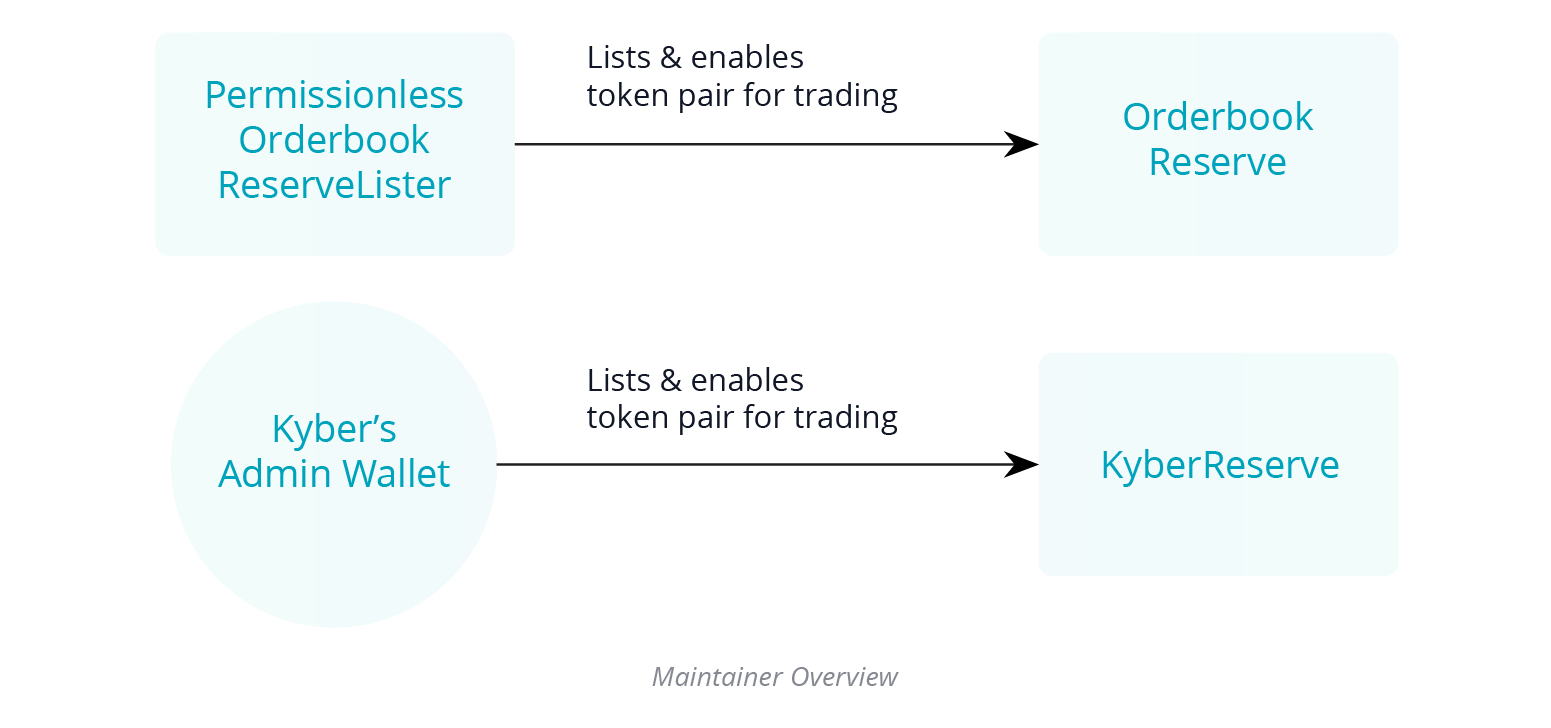 Permissionless
Orderbook
ReserveLister
Lists & enables
token pair for trading
Orderbook
Reserve
Kyber’s
Admin Wallet
Lists & enables
token pair for trading
KyberReserve
Maintainer Overview